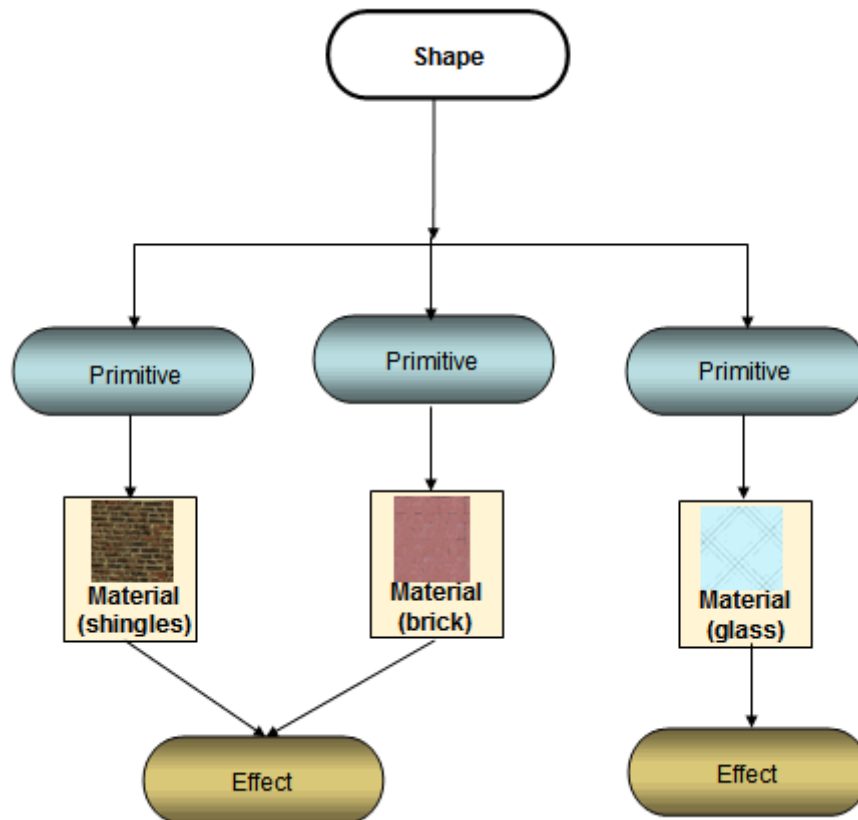 Shape
Primitive
Primitive
Primitive
Material
(shingles)
Material
(brick)
Material
(glass)
Effect
Effect